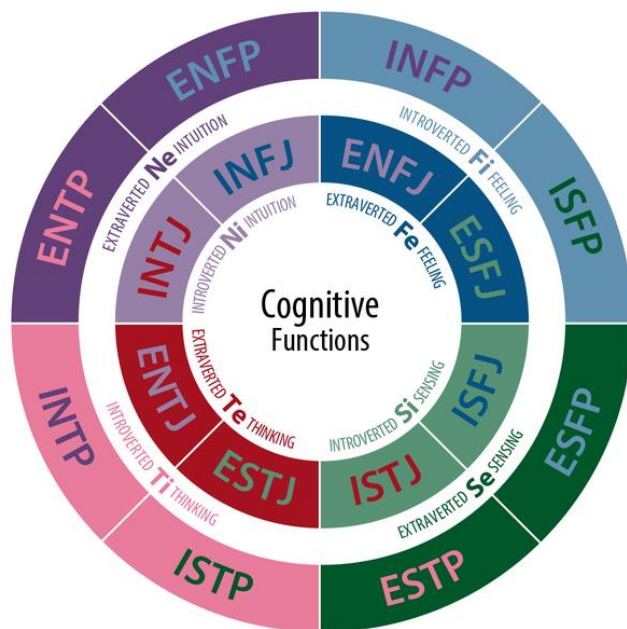 ENFP
INFP
ENTP
EXTRAVERTED Ne INTUITION
INTROVERTED Fi FEELING
ISFP
INFJ
ENFJ
INTJ
INTROVERTED Ni INTUITION
EXTRAVERTED Fe FEELING
ESFJ
Cognitive
Functions
ENTJ
EXTRAVERTED Te THINKING
INTROVERTED Si SENSING
ISFJ
ESTJ
ISTJ
INTP
INTROVERTED Ti THINKING
EXTRAVERTED Se SENSING
ESFP
ISTP
ESTP